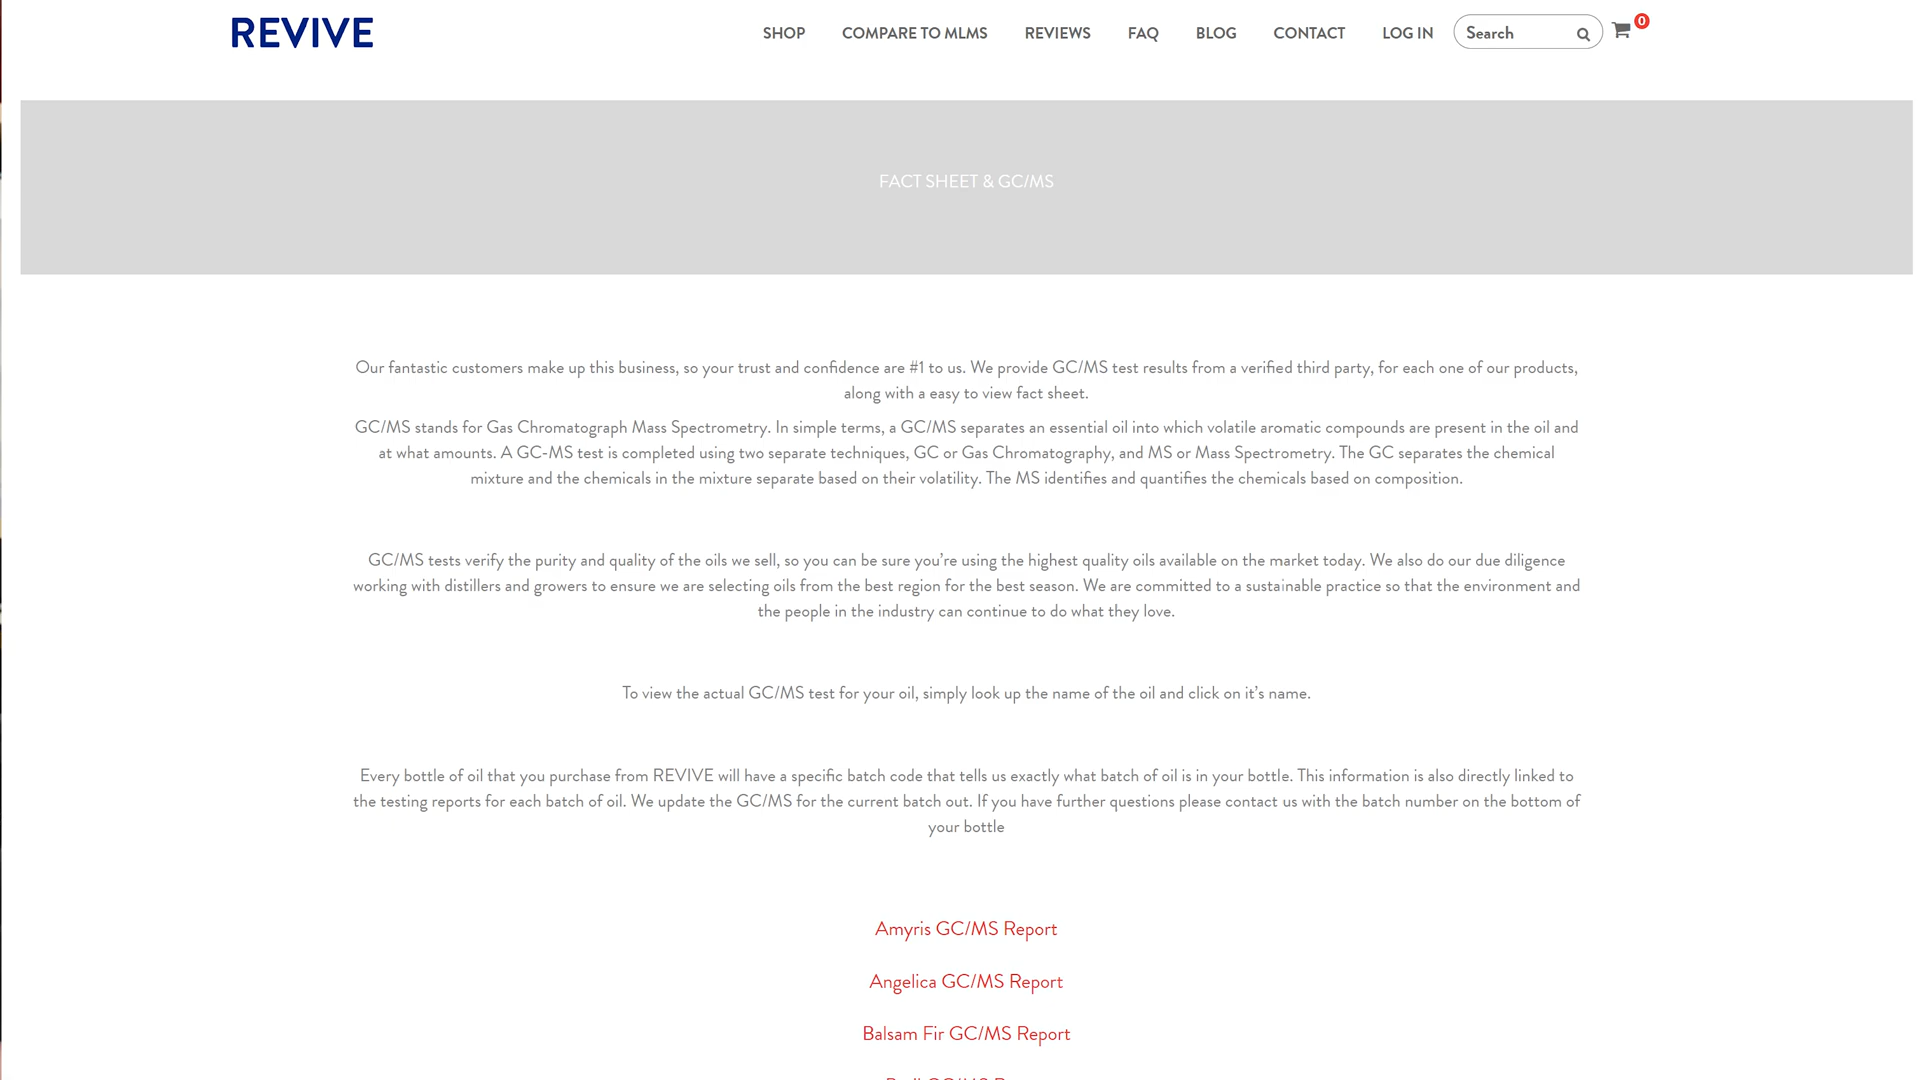 REVIVE
SHOP COMPARE TO MLMS REVIEWS FAQ BLOG CONTACT LOG IN Search 0
FACT SHEET & GC/MS
Our fantastic customers make up this business, so your trust and confidence are #1 to us. We provide GC/MS test results from a verified third party, for each one of our products,
along with a easy to view fact sheet.
GC/MS stands for Gas Chromatograph Mass Spectrometry. In simple terms, a GC/MS separates an essential oil into which volatile aromatic compounds are present in the oil and
at what amounts. A GC-MS test is completed using two separate techniques, GC or Gas Chromatography, and MS or Mass Spectrometry. The GC separates the chemical
mixture and the chemicals in the mixture separate based on their volatility. The MS identifies and quantifies the chemicals based on composition.
GC/MS tests verify the purity and quality of the oils we sell, so you can be sure you’re using the highest quality oils available on the market today. We also do our due diligence
working with distillers and growers to ensure we are selecting oils from the best region for the best season. We are committed to a sustainable practice so that the environment and
the people in the industry can continue to do what they love.
To view the actual GC/MS test for your oil, simply look up the name of the oil and click on it’s name.
Every bottle of oil that you purchase from REVIVE will have a specific batch code that tells us exactly what batch of oil is in your bottle. This information is also directly linked to
the testing reports for each batch of oil. We update the GC/MS for the current batch out. If you have further questions please contact us with the batch number on the bottom of
your bottle
Amyris GC/MS Report
Angelica GC/MS Report
Balsam Fir GC/MS Report